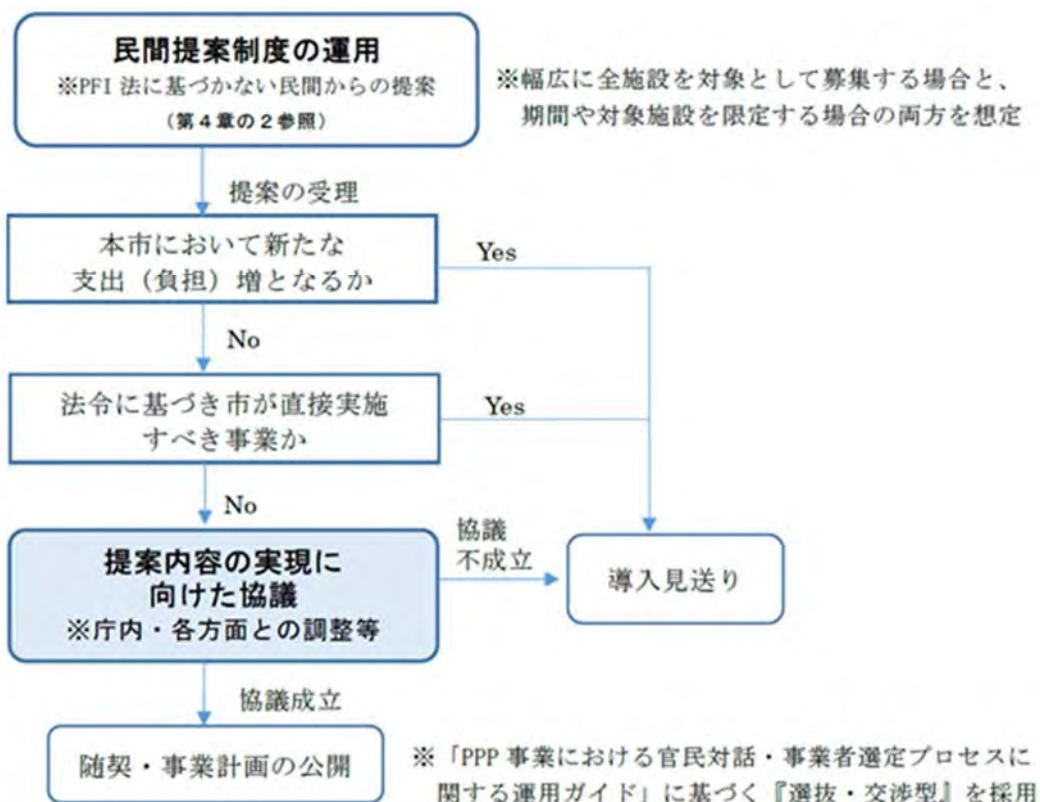 民間提案制度の運用
※PFI 法に基づかない民間からの提案
（第４章の２参照）
※幅広に全施設を対象として募集する場合と、
期間や対象施設を限定する場合の両方を想定
提案の受理
本市において新たな
支出（負担）増となるか
Yes
No
法令に基づき市が直接実施
すべき事業か
Yes
No
提案内容の実現に
向けた協議
※庁内・各方面との調整等
協議
不成立
導入見送り
協議成立
随契・事業計画の公開
※「PPP 事業における官民対話・事業者選定プロセスに
関する運用ガイド」に基づく『選抜・交渉型』を採用